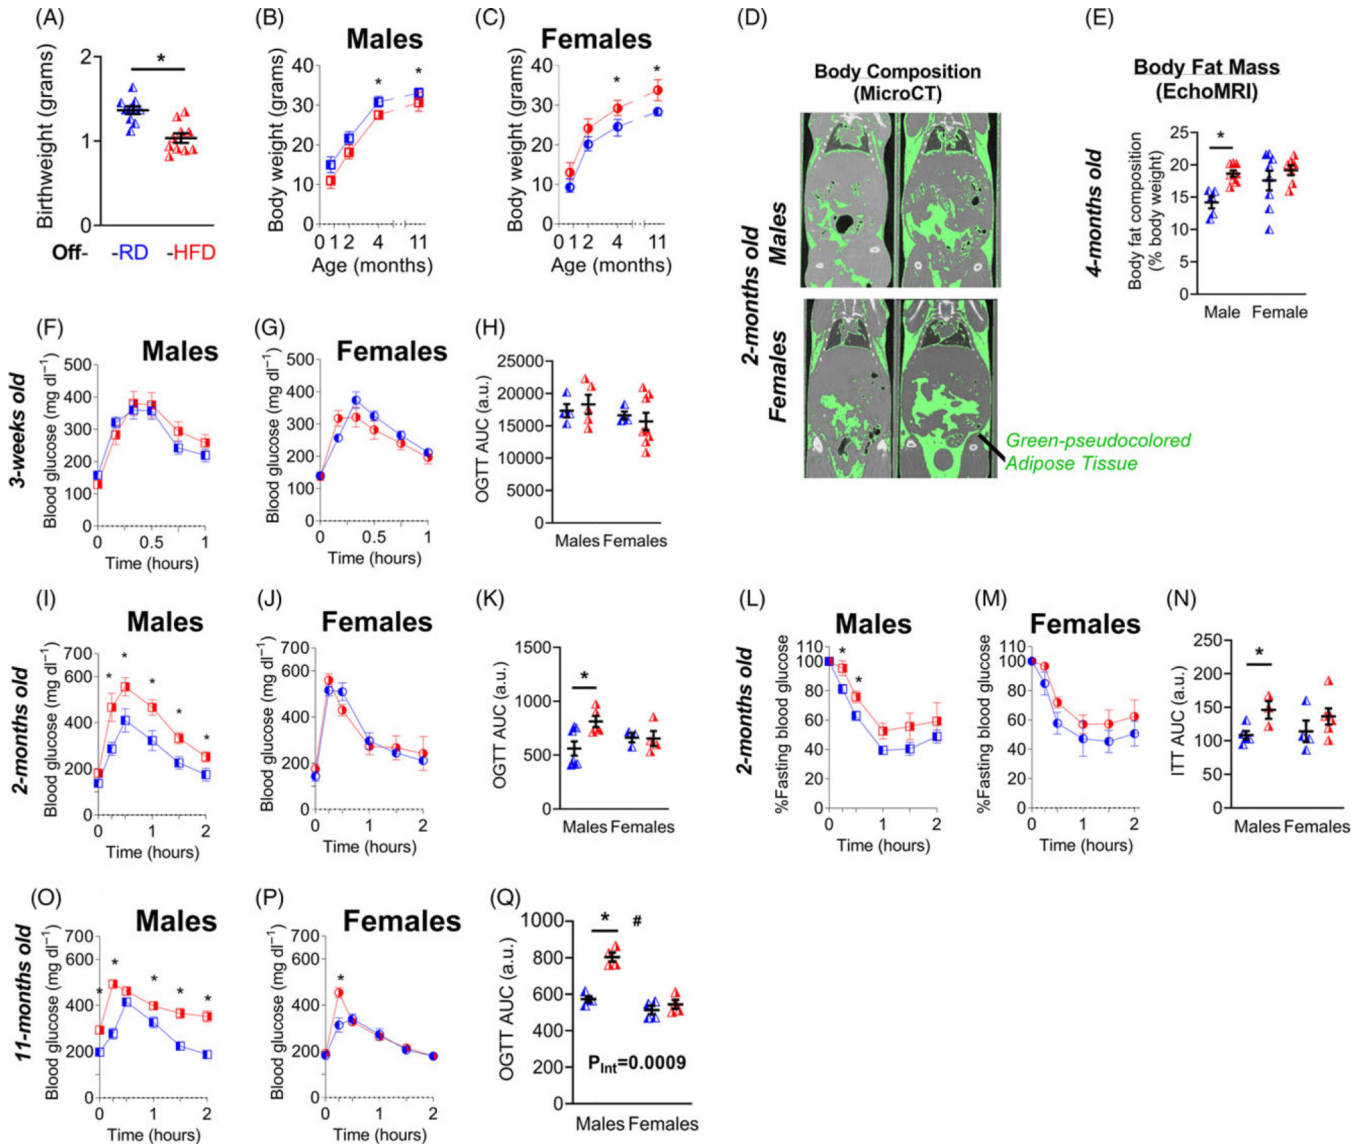 (A)
Birthweight (grams)
2
1
0
*
Off- -RD -HFD
(B)
Males
Body weight (grams)
40
30
20
10
0
* *
0 1 2 4 11
Age (months)
(C)
Females
Body weight (grams)
40
30
20
10
0
* *
0 1 2 4 11
Age (months)
(D)
Body Composition
(MicroCT)
2-months old
Males
Females
Green-pseudocolored
Adipose Tissue
(E)
Body Fat Mass
(EchoMRI)
4-months old
Body fat composition
(% body weight)
25
20
15
10
5
0
*
Male Female
(F)
3-weeks old
Males
Blood glucose (mg dl⁻¹)
500
400
300
200
100
0
0 0.5 1
Time (hours)
(G)
Females
Blood glucose (mg dl⁻¹)
500
400
300
200
100
0
0 0.5 1
Time (hours)
(H)
OGTT AUC (a.u.)
25000
20000
15000
10000
5000
0
Males Females
(I)
2-months old
Males
Blood glucose (mg dl⁻¹)
700
600
400
200
0
* * * * *
0 1 2
Time (hours)
(J)
Females
Blood glucose (mg dl⁻¹)
700
600
400
200
0
0 1 2
Time (hours)
(K)
OGTT AUC (a.u.)
1500
1000
500
0
*
Males Females
(L)
2-months old
Males
%Fasting blood glucose
110
100
80
60
40
20
0
* *
0 1 2
Time (hours)
(M)
Females
%Fasting blood glucose
110
100
80
60
40
20
0
0 1 2
Time (hours)
(N)
ITT AUC (a.u.)
250
200
150
100
50
0
*
Males Females
(O)
11-months old
Males
Blood glucose (mg dl⁻¹)
700
600
400
200
0
* * * * *
0 1 2
Time (hours)
(P)
Females
Blood glucose (mg dl⁻¹)
700
600
400
200
0
*
0 1 2
Time (hours)
(Q)
OGTT AUC (a.u.)
1000
800
600
400
200
0
* #
P_Int=0.0009
Males Females